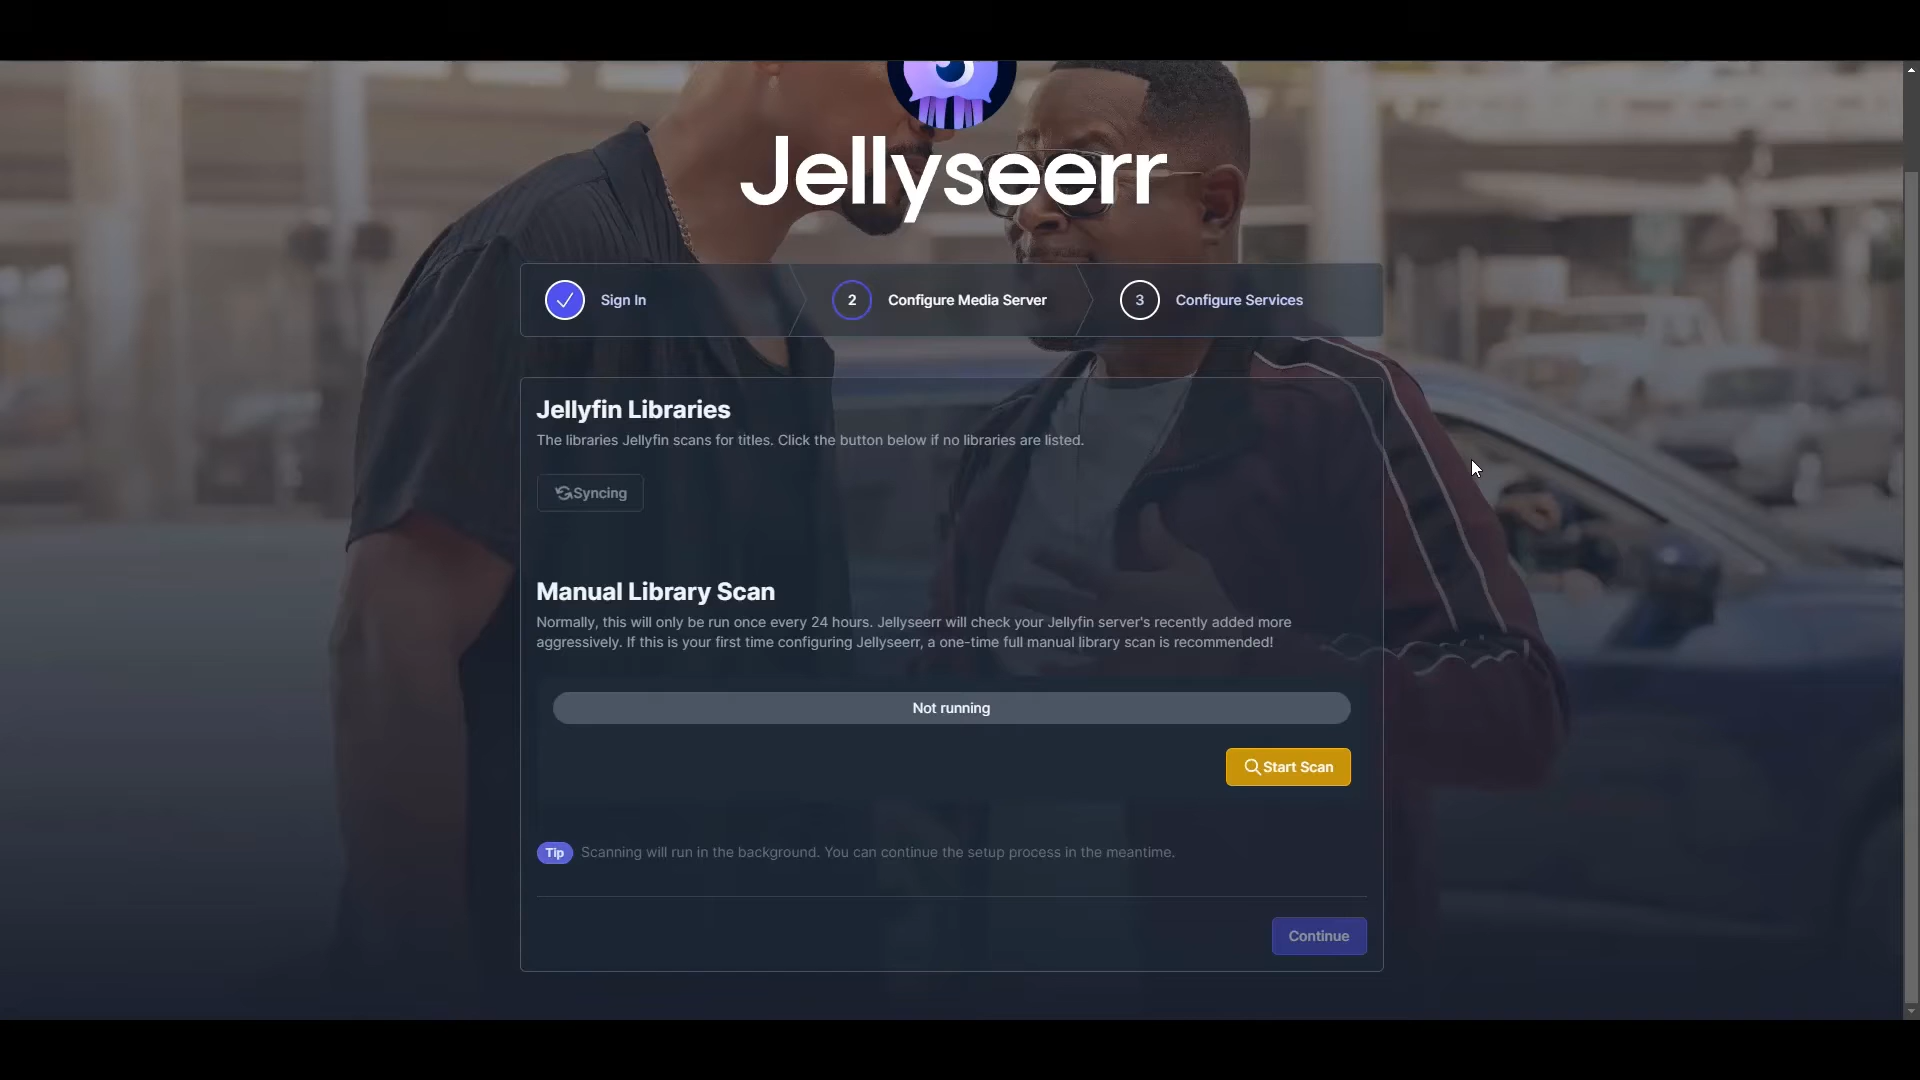 Jellyseerr
Sign In
2
Configure Media Server
3
Configure Services
Jellyfin Libraries
The libraries Jellyfin scans for titles. Click the button below if no libraries are listed.
Syncing
Manual Library Scan
Normally, this will only be run once every 24 hours. Jellyseerr will check your Jellyfin server's recently added more
aggressively. If this is your first time configuring Jellyseerr, a one-time full manual library scan is recommended!
Not running
Start Scan
Tip Scanning will run in the background. You can continue the setup process in the meantime.
Continue